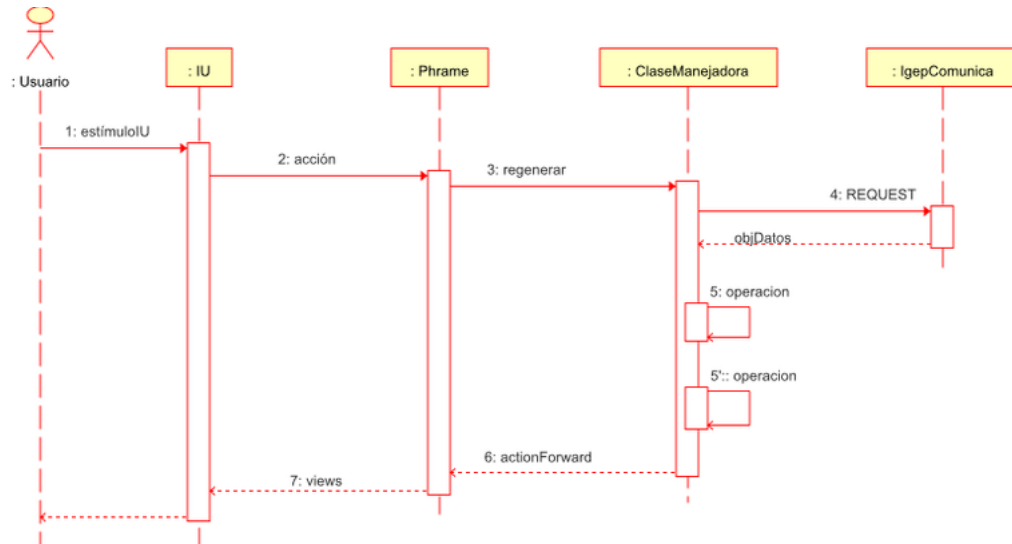 : Usuario
: IU
: Phrame
: ClaseManejadora
: IgepComunica
1: estímuloIU
2: acción
3: regenerar
4: REQUEST
objDatos
5: operacion
5':: operacion
6: actionForward
7: views